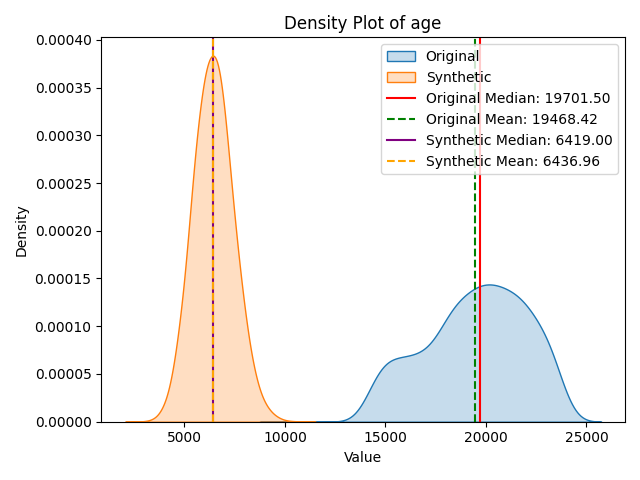 Density Plot of age
0.00040
0.00035
0.00030
0.00025
0.00020
0.00015
0.00010
0.00005
0.00000
Density
Original
Synthetic
Original Median: 19701.50
Original Mean: 19468.42
Synthetic Median: 6419.00
Synthetic Mean: 6436.96
5000 10000 15000 20000 25000
Value